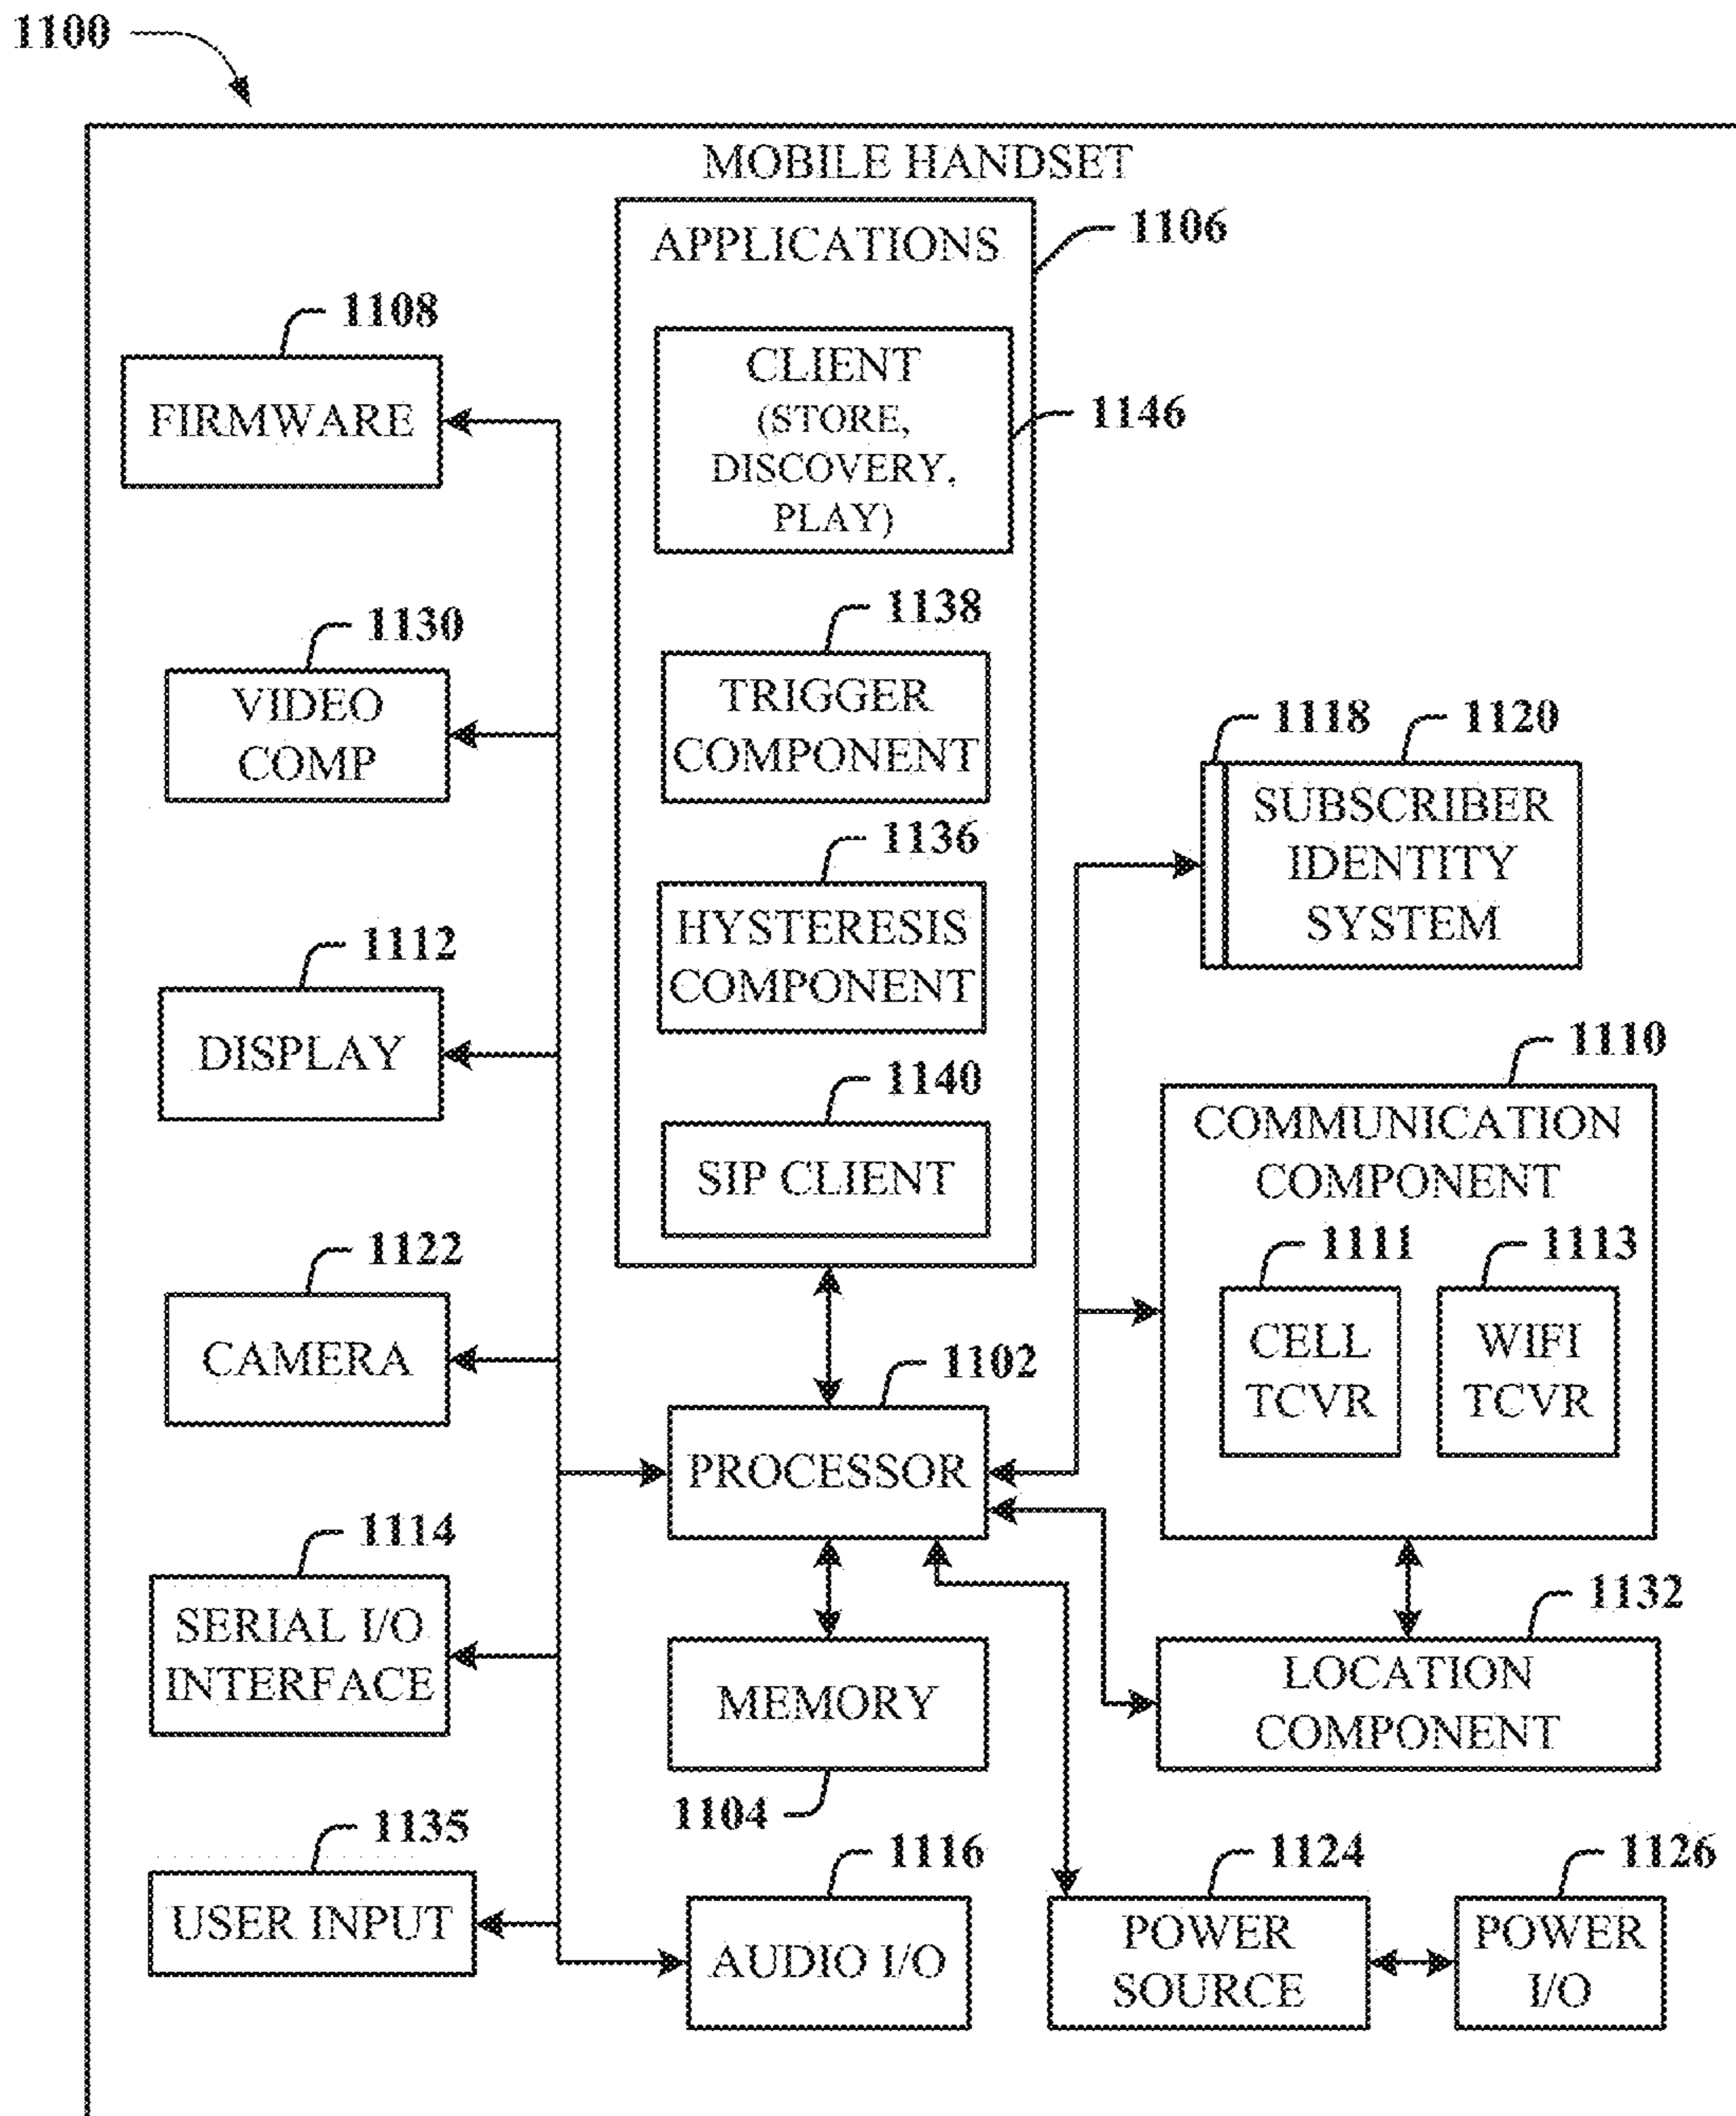 1100
MOBILE HANDSET
APPLICATIONS
1106
CLIENT
(STORE,
DISCOVERY,
PLAY)
1146
1138
TRIGGER
COMPONENT
1136
HYSTERESIS
COMPONENT
1140
SIP CLIENT
1108
FIRMWARE
1130
VIDEO
COMP
1112
DISPLAY
1122
CAMERA
1114
SERIAL I/O
INTERFACE
1135
USER INPUT
1102
PROCESSOR
MEMORY
1104
1116
AUDIO I/O
1118
1120
SUBSCRIBER
IDENTITY
SYSTEM
1110
COMMUNICATION
COMPONENT
1111
CELL
TCVR
1113
WIFI
TCVR
1132
LOCATION
COMPONENT
1124
POWER
SOURCE
1126
POWER
I/O